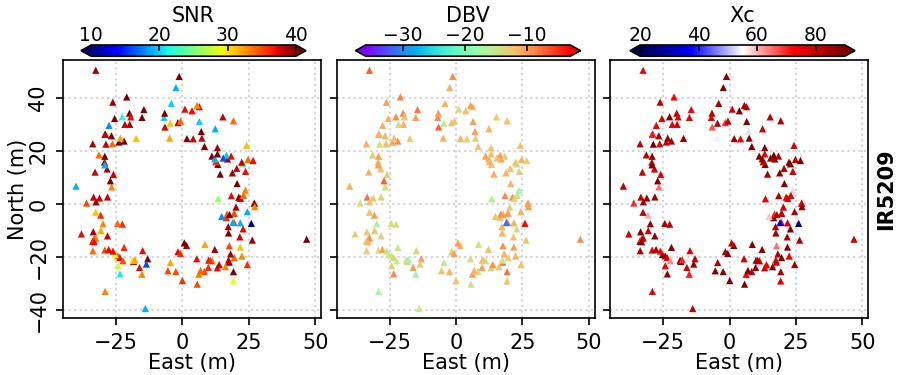 SNR DBV Xc
10 20 30 40 −30 −20 −10 20 40 60 80
40
20
0
−20
−40
North (m)
−25 0 25 50 −25 0 25 50 −25 0 25 50
East (m) East (m) East (m)
IR5209